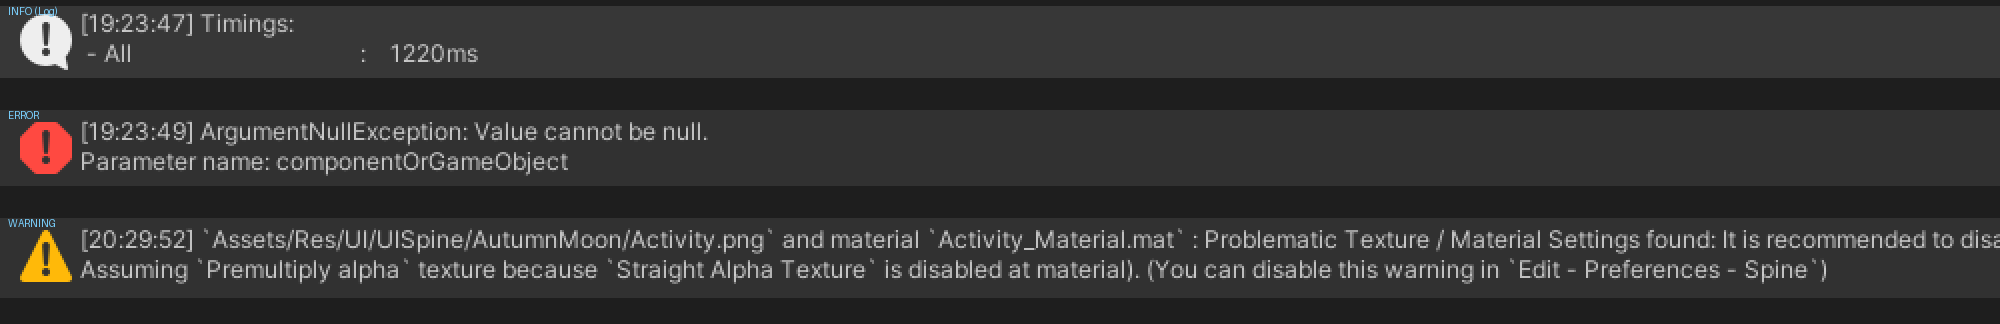 INFO (Log)
[19:23:47] Timings:
- All : 1220ms
ERROR
[19:23:49] ArgumentNullException: Value cannot be null.
Parameter name: componentOrGameObject
WARNING
[20:29:52] `Assets/Res/UI/UISpine/AutumnMoon/Activity.png` and material `Activity_Material.mat` : Problematic Texture / Material Settings found: It is recommended to disa
Assuming `Premultiply alpha` texture because `Straight Alpha Texture` is disabled at material). (You can disable this warning in `Edit - Preferences - Spine`)